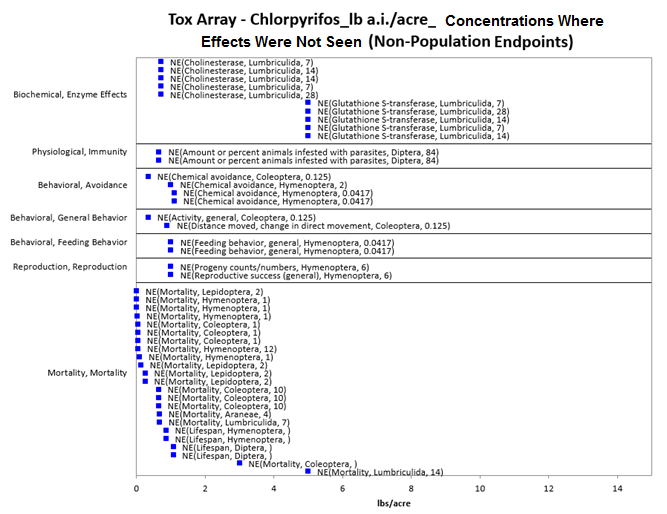 Tox Array - Chlorpyrifos_lb a.i./acre_ Concentrations Where
Effects Were Not Seen (Non-Population Endpoints)
Biochemical, Enzyme Effects
NE(Cholinesterase, Lumbriculida, 7)
NE(Cholinesterase, Lumbriculida, 14)
NE(Cholinesterase, Lumbriculida, 14)
NE(Cholinesterase, Lumbriculida, 7)
NE(Cholinesterase, Lumbriculida, 28)
NE(Glutathione S-transferase, Lumbriculida, 7)
NE(Glutathione S-transferase, Lumbriculida, 28)
NE(Glutathione S-transferase, Lumbriculida, 14)
NE(Glutathione S-transferase, Lumbriculida, 7)
NE(Glutathione S-transferase, Lumbriculida, 14)
Physiological, Immunity
NE(Amount or percent animals infested with parasites, Diptera, 84)
NE(Amount or percent animals infested with parasites, Diptera, 84)
Behavioral, Avoidance
NE(Chemical avoidance, Coleoptera, 0.125)
NE(Chemical avoidance, Hymenoptera, 2)
NE(Chemical avoidance, Hymenoptera, 0.0417)
NE(Chemical avoidance, Hymenoptera, 0.0417)
Behavioral, General Behavior
NE(Activity, general, Coleoptera, 0.125)
NE(Distance moved, change in direct movement, Coleoptera, 0.125)
Behavioral, Feeding Behavior
NE(Feeding behavior, general, Hymenoptera, 0.0417)
NE(Feeding behavior, general, Hymenoptera, 0.0417)
Reproduction, Reproduction
NE(Progeny counts/numbers, Hymenoptera, 6)
NE(Reproductive success (general), Hymenoptera, 6)
Mortality, Mortality
NE(Mortality, Lepidoptera, 2)
NE(Mortality, Hymenoptera, 1)
NE(Mortality, Hymenoptera, 1)
NE(Mortality, Hymenoptera, 1)
NE(Mortality, Coleoptera, 1)
NE(Mortality, Coleoptera, 1)
NE(Mortality, Coleoptera, 1)
NE(Mortality, Hymenoptera, 12)
NE(Mortality, Hymenoptera, 1)
NE(Mortality, Lepidoptera, 2)
NE(Mortality, Lepidoptera, 2)
NE(Mortality, Lepidoptera, 2)
NE(Mortality, Coleoptera, 10)
NE(Mortality, Coleoptera, 10)
NE(Mortality, Coleoptera, 10)
NE(Mortality, Araneae, 4)
NE(Mortality, Lumbriculida, 7)
NE(Lifespan, Hymenoptera, )
NE(Lifespan, Hymenoptera, )
NE(Lifespan, Diptera, )
NE(Lifespan, Diptera, )
NE(Mortality, Coleoptera, )
NE(Mortality, Lumbriculida, 14)
0 2 4 6 8 10 12 14
lbs/acre